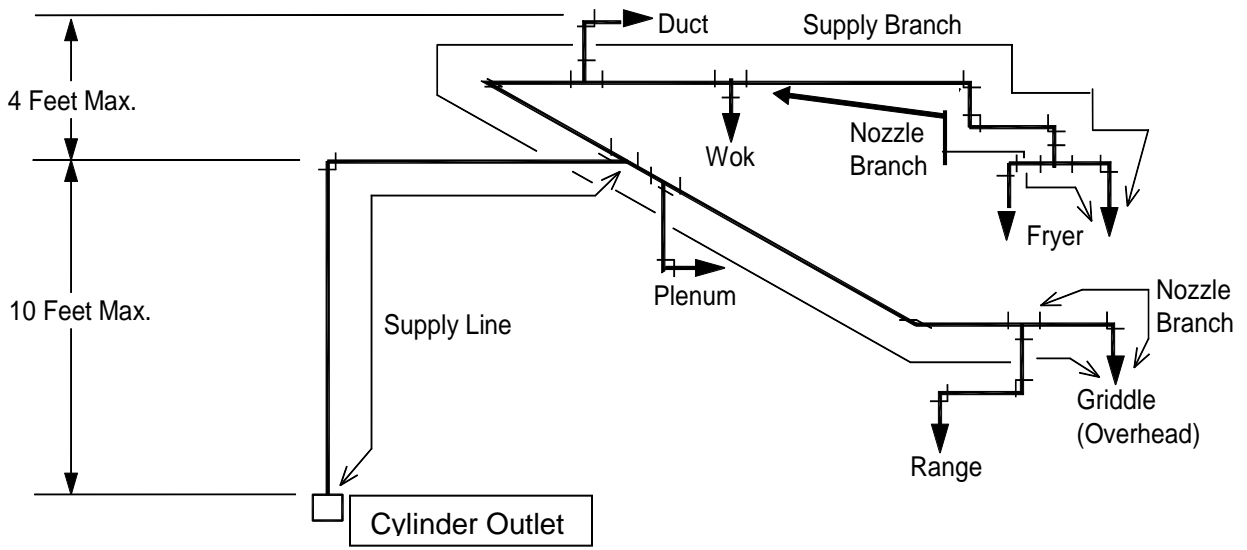 Duct
Supply Branch
4 Feet Max.
Nozzle
Branch
Wok
Fryer
10 Feet Max.
Plenum
Supply Line
Nozzle
Branch
Griddle
(Overhead)
Range
Cylinder Outlet